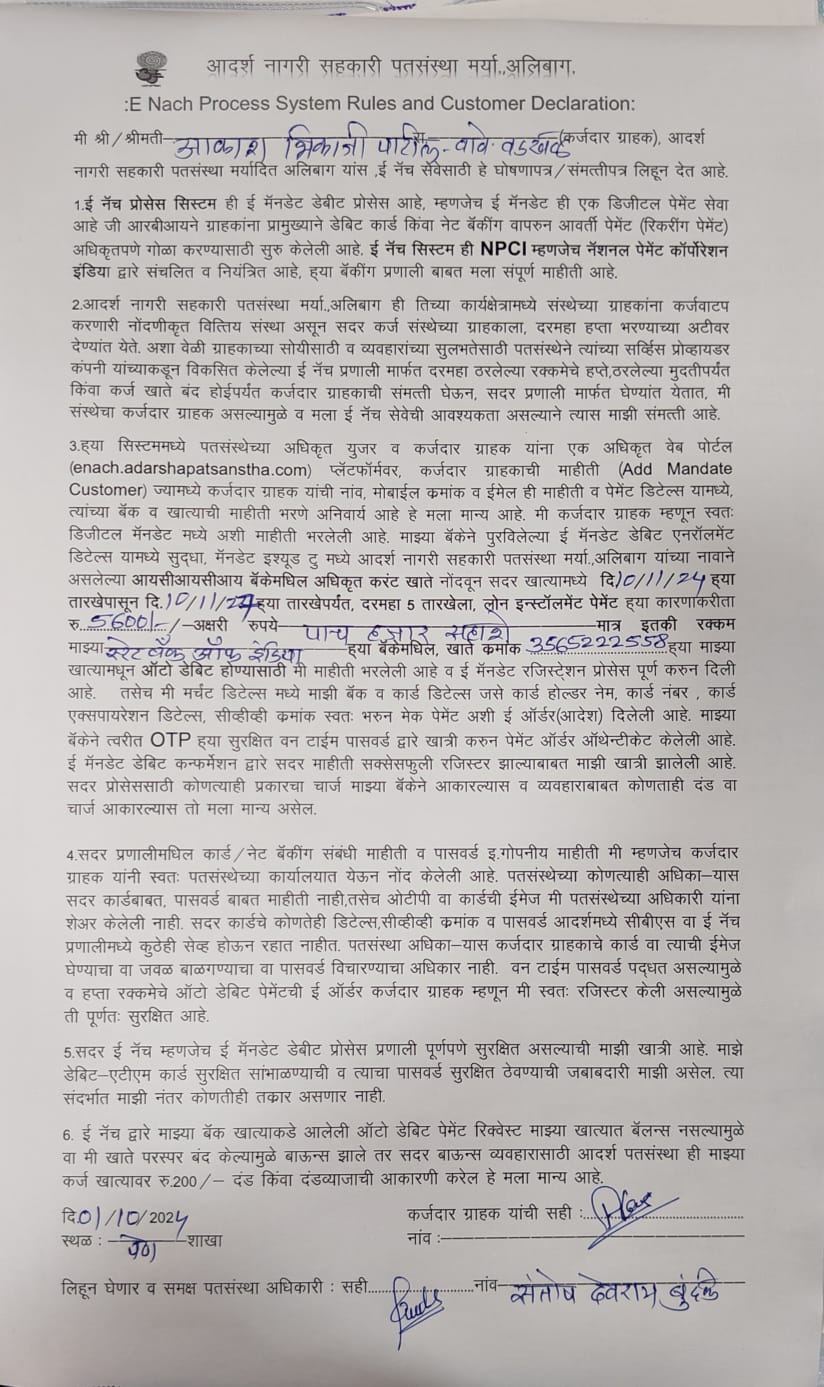 आदर्श नागरी सहकारी पतसंस्था मर्या.,अलिबाग.
:E Nach Process System Rules and Customer Declaration:
मी श्री/श्रीमती-आकाश भिकाजी पाटील-वावे वडखळ(कर्जदार ग्राहक), आदर्श
नागरी सहकारी पतसंस्था मर्यादित अलिबाग यांस ,ई नॅच सेवेसाठी हे घोषणापत्र/संमत्तीपत्र लिहून देत आहे.
1.ई नॅच प्रोसेस सिस्टम ही ई मॅनडेट डेबीट प्रोसेस आहे, म्हणजेच ई मॅनडेट ही एक डिजिटल पेमेंट सेवा
आहे जी आरबीआयने ग्राहकांना प्रामुख्याने डेबिट कार्ड किंवा नेट बॅकींग वापरुन आवर्ती पेमेंट (रिकरींग पेमेंट)
अधिकृतपणे गोळा करण्यासाठी सुरु केलेली आहे. ई नॅच सिस्टम ही NPCI म्हणजेच नॅशनल पेमेंट कॉर्पोरेशन
इंडिया द्वारे संचलित व नियंत्रित आहे, ह्या बॅकींग प्रणाली बाबत मला संपूर्ण माहीती आहे.
2.आदर्श नागरी सहकारी पतसंस्था मर्या.,अलिबाग ही तिच्या कार्यक्षेत्रामध्ये संस्थेच्या ग्राहकांना कर्जवाटप
करणारी नोंदणीकृत वित्तिय संस्था असून सदर कर्ज संस्थेच्या ग्राहकाला, दरमहा हप्ता भरण्याच्या अटीवर
देण्यांत येते. अशा वेळी ग्राहकाच्या सोयीसाठी व व्यवहारांच्या सुलभतेसाठी पतसंस्थेने त्यांच्या सर्व्हिस प्रोव्हायडर
कंपनी यांच्याकडून विकसित केलेल्या ई नॅच प्रणाली मार्फत दरमहा ठरलेल्या रक्कमेचे हप्ते,ठरलेल्या मुदतीपर्यंत
किंवा कर्ज खाते बंद होईपर्यंत कर्जदार ग्राहकाची संमत्ती घेऊन, सदर प्रणाली मार्फत घेण्यांत येतात, मी
संस्थेचा कर्जदार ग्राहक असल्यामुळे व मला ई नॅच सेवेची आवश्यकता असल्याने त्यास माझी संमत्ती आहे.
3.ह्या सिस्टममध्ये पतसंस्थेच्या अधिकृत युजर व कर्जदार ग्राहक यांना एक अधिकृत वेब पोर्टल
(enach.adarshapatsanstha.com) प्लॅटफॉर्मवर, कर्जदार ग्राहकाची माहीती (Add Mandate
Customer) ज्यामध्ये कर्जदार ग्राहक यांची नांव, मोबाईल क्रमांक व ईमेल ही माहीती व पेमेंट डिटेल्स यामध्ये,
त्यांच्या बॅक व खात्याची माहीती भरणे अनिवार्य आहे हे मला मान्य आहे. मी कर्जदार ग्राहक म्हणून स्वतः
डिजीटल मॅनडेट मध्ये अशी माहीती भरलेली आहे. माझ्या बॅकेने पुरविलेल्या ई मॅनडेट डेबिट एनरॉलमेंट
डिटेल्स यामध्ये सुद्धा, मॅनडेट इश्यूड टु मध्ये आदर्श नागरी सहकारी पतसंस्था मर्या.,अलिबाग यांच्या नावाने
असलेल्या आयसीआयसीआय बॅकेमधिल अधिकृत करंट खाते नोंदवून सदर खात्यामध्ये दि10/11/24ह्या
तारखेपासून दि.10/11/27ह्या तारखेपर्यंत, दरमहा 5 तारखेला, लोन इन्स्टॉलमेंट पेमेंट ह्या कारणाकरीता
रु.5600/-/-अक्षरी रुपये-पाच हजार सहाशे-मात्र इतकी रक्कम
माझ्या स्टेट बँक ऑफ इंडिया ह्या बॅकेमधिल, खाते क्रमांक 3565222558ह्या माझ्या
खात्यामधून ऑटो डेबिट होण्यासाठी मी माहीती भरलेली आहे व ई मॅनडेट रजिस्ट्रेशन प्रोसेस पूर्ण करुन दिली
आहे. तसेच मी मर्चंट डिटेल्स मध्ये माझी बॅक व कार्ड डिटेल्स जसे कार्ड होल्डर नेम, कार्ड नंबर , कार्ड
एक्सपायरेशन डिटेल्स, सीव्हीव्ही क्रमांक स्वतः भरुन मेक पेमेंट अशी ई ऑर्डर(आदेश) दिलेली आहे. माझ्या
बॅकेने त्वरीत OTP ह्या सुरक्षित वन टाईम पासवर्ड द्वारे खात्री करुन पेमेंट ऑर्डर ऑथेन्टीकेट केलेली आहे.
ई मॅनडेट डेबिट कन्फर्मेशन द्वारे सदर माहीती सक्सेसफुली रजिस्टर झाल्याबाबत माझी खात्री झालेली आहे.
सदर प्रोसेससाठी कोणत्याही प्रकारचा चार्ज माझ्या बॅकेने आकारल्यास व व्यवहाराबाबत कोणताही दंड वा
चार्ज आकारल्यास तो मला मान्य असेल.
4.सदर प्रणालीमधिल कार्ड/नेट बॅकींग संबंधी माहीती व पासवर्ड इ.गोपनीय माहीती मी म्हणजेच कर्जदार
ग्राहक यांनी स्वतः पतसंस्थेच्या कार्यालयात येऊन नोंद केलेली आहे. पतसंस्थेच्या कोणत्याही अधिका-यास
सदर कार्डबाबत, पासवर्ड बाबत माहीती नाही,तसेच ओटीपी वा कार्डची ईमेज मी पतसंस्थेच्या अधिकारी यांना
शेअर केलेली नाही. सदर कार्डचे कोणतेही डिटेल्स,सीव्हीव्ही क्रमांक व पासवर्ड आदर्शमध्ये सीबीएस वा ई नॅच
प्रणालीमध्ये कुठेही सेव्ह होऊन रहात नाहीत. पतसंस्था अधिका-यास कर्जदार ग्राहकाचे कार्ड वा त्याची ईमेज
घेण्याचा वा जवळ बाळगण्याचा वा पासवर्ड विचारण्याचा अधिकार नाही. वन टाईम पासवर्ड पद्धत असल्यामुळे
व हप्ता रक्कमेचे ऑटो डेबिट पेमेंटची ई ऑर्डर कर्जदार ग्राहक म्हणून मी स्वतः रजिस्टर केली असल्यामुळे
ती पूर्णतः सुरक्षित आहे.
5.सदर ई नॅच म्हणजेच ई मॅनडेट डेबीट प्रोसेस प्रणाली पूर्णपणे सुरक्षित असल्याची माझी खात्री आहे. माझे
डेबिट-एटीएम कार्ड सुरक्षित सांभाळण्याची व त्याचा पासवर्ड सुरक्षित ठेवण्याची जबाबदारी माझी असेल. त्या
संदर्भात माझी नंतर कोणतीही तक्रार असणार नाही.
6. ई नॅच द्वारे माझ्या बॅक खात्याकडे आलेली ऑटो डेबिट पेमेंट रिक्वेस्ट माझ्या खात्यात बॅलन्स नसल्यामुळे
वा मी खाते परस्पर बंद केल्यामुळे बाऊन्स झाले तर सदर बाऊन्स व्यवहारासाठी आदर्श पतसंस्था ही माझ्या
कर्ज खात्यावर रु.200/- दंड किंवा दंडव्याजाची आकारणी करेल हे मला मान्य आहे.
दि.01/10/2024 कर्जदार ग्राहक यांची सही :
स्थळ : पेण शाखा नांव :
लिहून घेणार व समक्ष पतसंस्था अधिकारी : सही नांव-संतोष देवराम